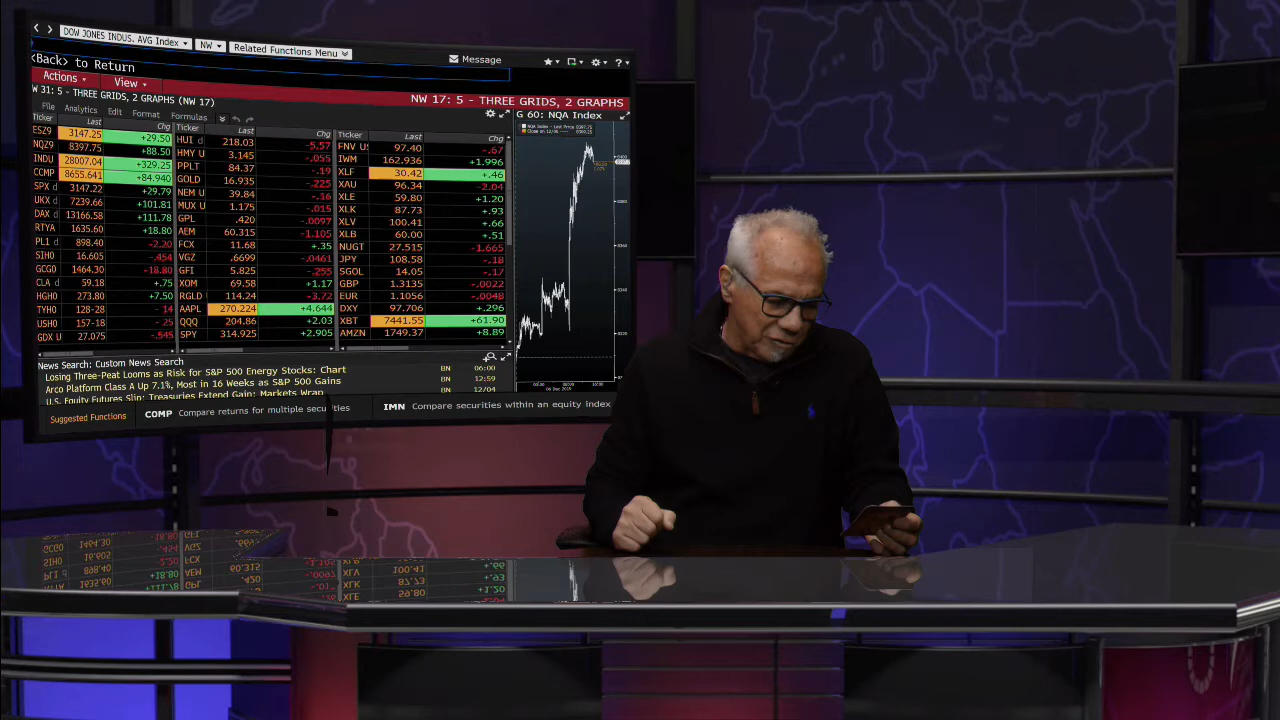 DOW JONES INDUS. AVG Index NW Related Functions Menu
Message
<Back> to Return
Actions View
NW 17: 5 - THREE GRIDS, 2 GRAPHS
W 31: 5 - THREE GRIDS, 2 GRAPHS (NW 17)
File Analytics Edit Format Formulas
G 60: NQA Index
Ticker Last Chg
ESZ9 3147.25 +29.50
NQZ9 8397.75 +88.50
INDU 28007.04 +329.25
CCMP 8655.641 +84.940
SPX d 3147.22 +29.79
UKX d 7239.66 +101.81
DAX d 13166.58 +111.78
RTYA 1635.60 +18.80
PL1 d 898.40 -2.20
SIH0 16.605 -.454
GCG0 1464.30 -18.80
CLA d 59.18 +.75
HGH0 273.80 +7.50
TYH0 128-28 - 14
USH0 157-18 - 25
GDX U 27.075 -.545
Ticker Last Chg
HUI d 218.03 -5.57
HMY U 3.145 -.055
PPLT 84.37 -.19
GOLD 16.935 -.225
NEM U 39.84 -.16
MUX U 1.175 -.015
GPL .420 -.0097
AEM 60.315 -1.105
FCX 11.68 +.35
VGZ .6699 -.0461
GFI 5.825 -.255
XOM 69.58 +1.17
RGLD 114.24 -3.72
AAPL 270.224 +4.644
QQQ 204.86 +2.03
SPY 314.925 +2.905
Ticker Last Chg
FNV US 97.40 -.67
IWM 162.936 +1.996
XLF 30.42 +.46
XAU 96.34 -2.04
XLE 59.80 +1.20
XLK 87.73 +.93
XLV 100.41 +.66
XLB 60.00 +.51
NUGT 27.515 -1.665
JPY 108.58 -.18
SGOL 14.05 -.17
GBP 1.3135 -.0022
EUR 1.1056 -.0048
DXY 97.706 +.296
XBT 7441.55 +61.90
AMZN 1749.37 +8.89
News Search: Custom News Search
Losing Three-Peat Looms as Risk for S&P 500 Energy Stocks: Chart BN 06:00
Arco Platform Class A Up 7.1%, Most in 16 Weeks as S&P 500 Gains BN 12:59
U.S. Equity Futures Slip; Treasuries Extend Gain: Markets Wrap BN 12/04
Suggested Functions COMP Compare returns for multiple securities IMN Compare securities within an equity index